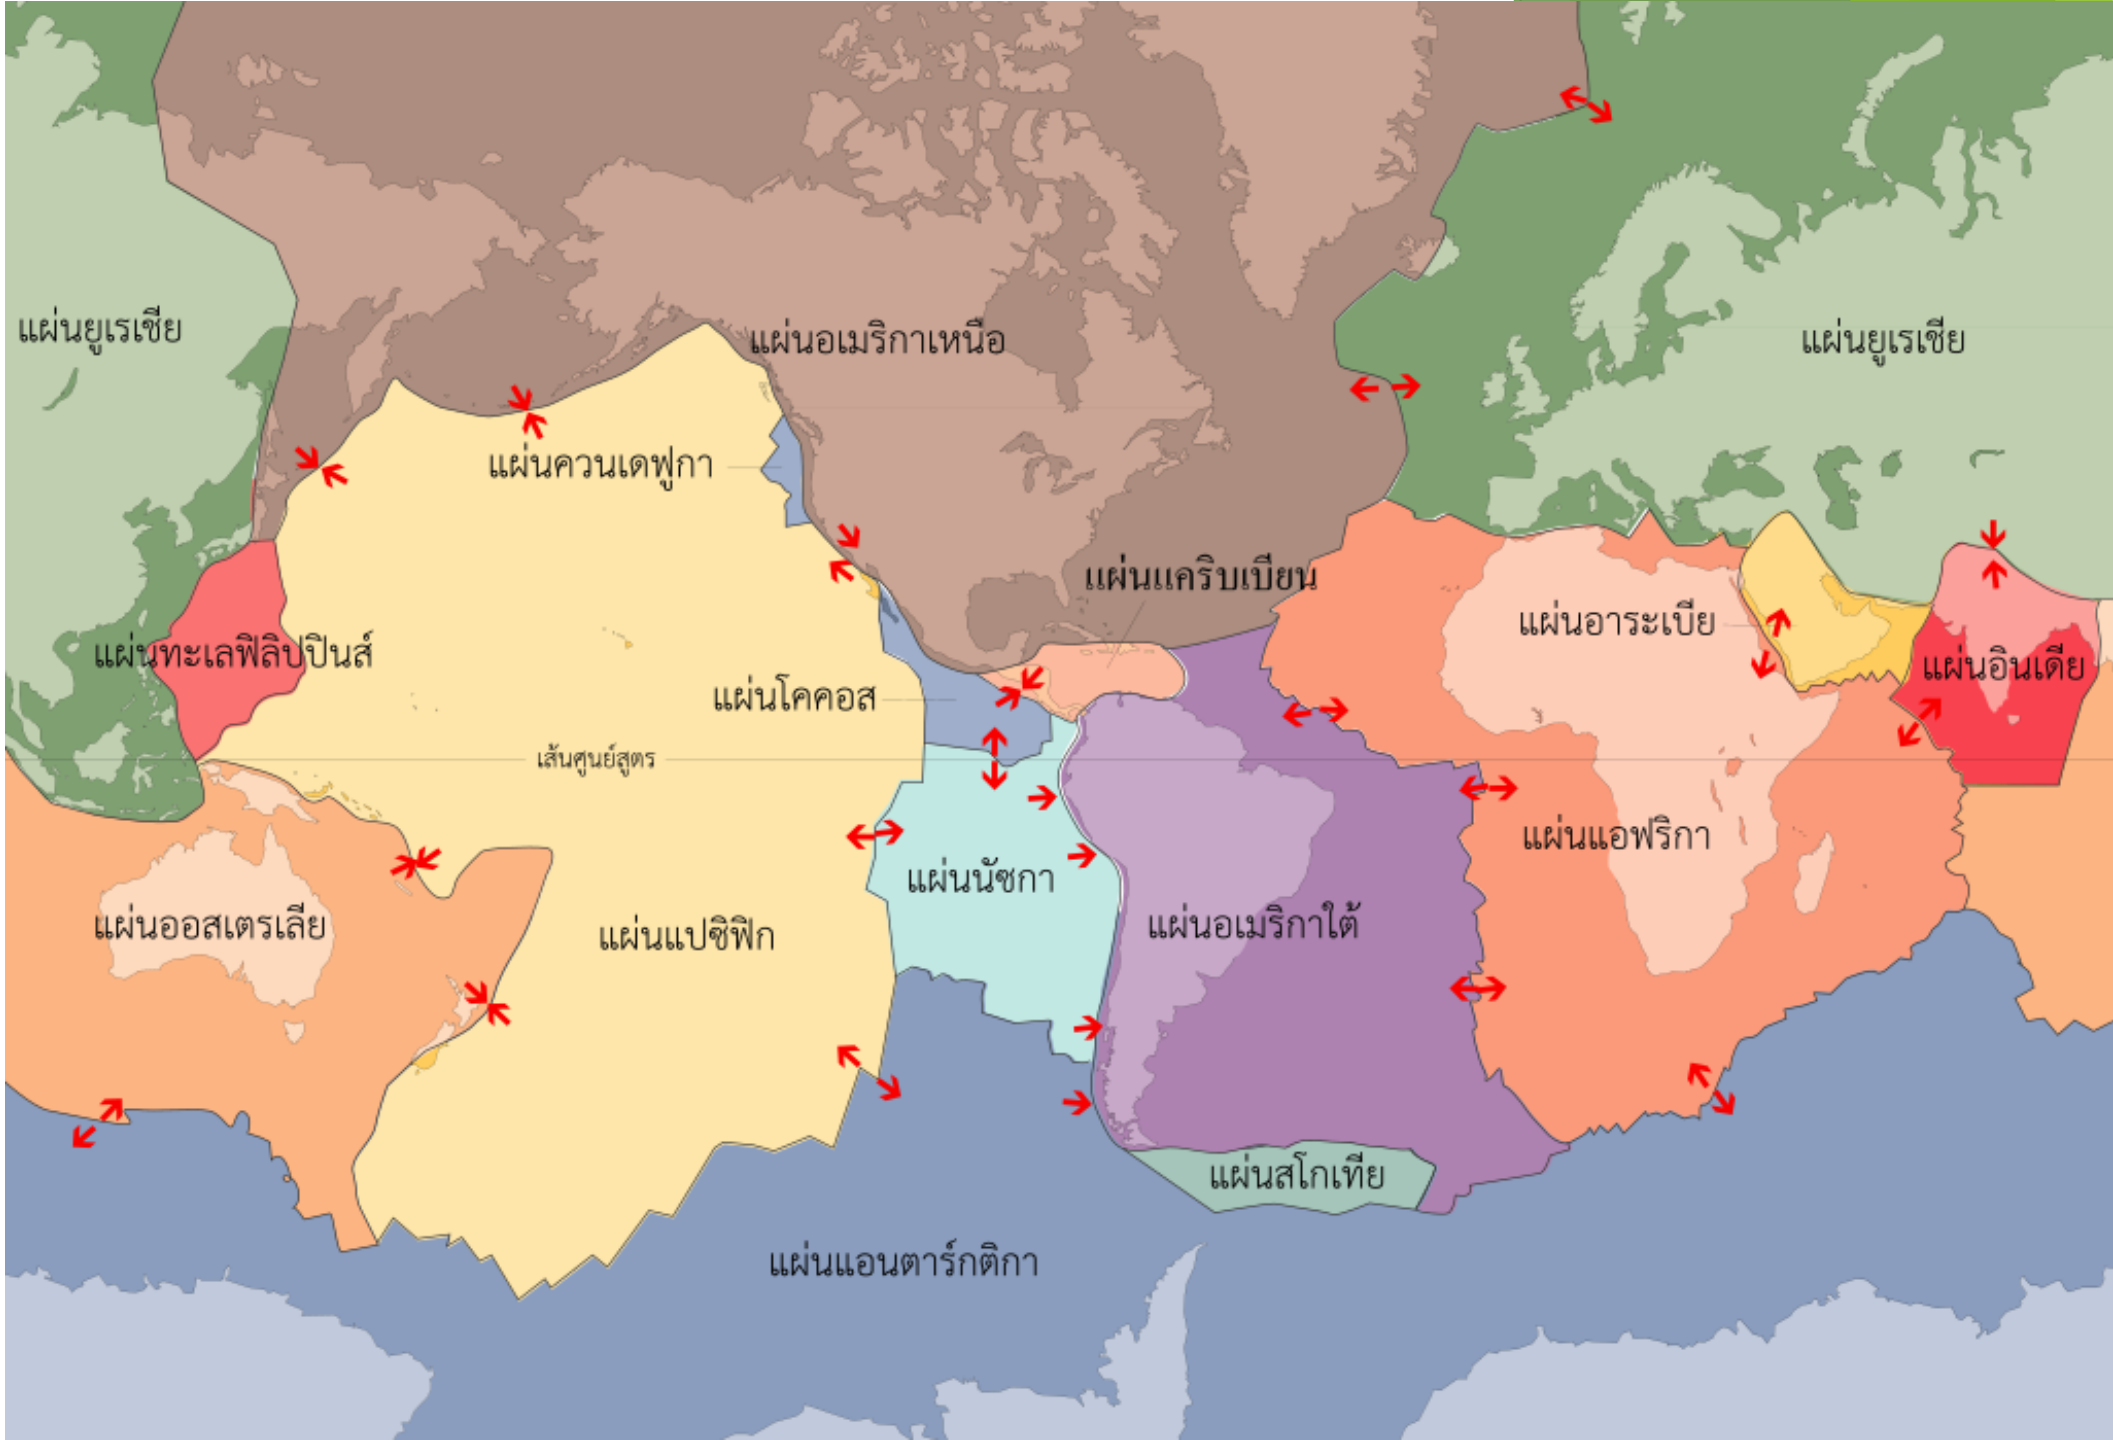 แผ่นยูเรเซีย
แผ่นอเมริกาเหนือ
แผ่นยูเรเซีย
แผ่นควนเดฟูกา
แผ่นแคริบเบียน
แผ่นอาระเบีย
แผ่นทะเลฟิลิปปินส์
แผ่นอินเดีย
แผ่นโคคอส
เส้นศูนย์สูตร
แผ่นแอฟริกา
แผ่นนัซกา
แผ่นออสเตรเลีย
แผ่นแปซิฟิก
แผ่นอเมริกาใต้
แผ่นสโกเทีย
แผ่นแอนตาร์กติกา